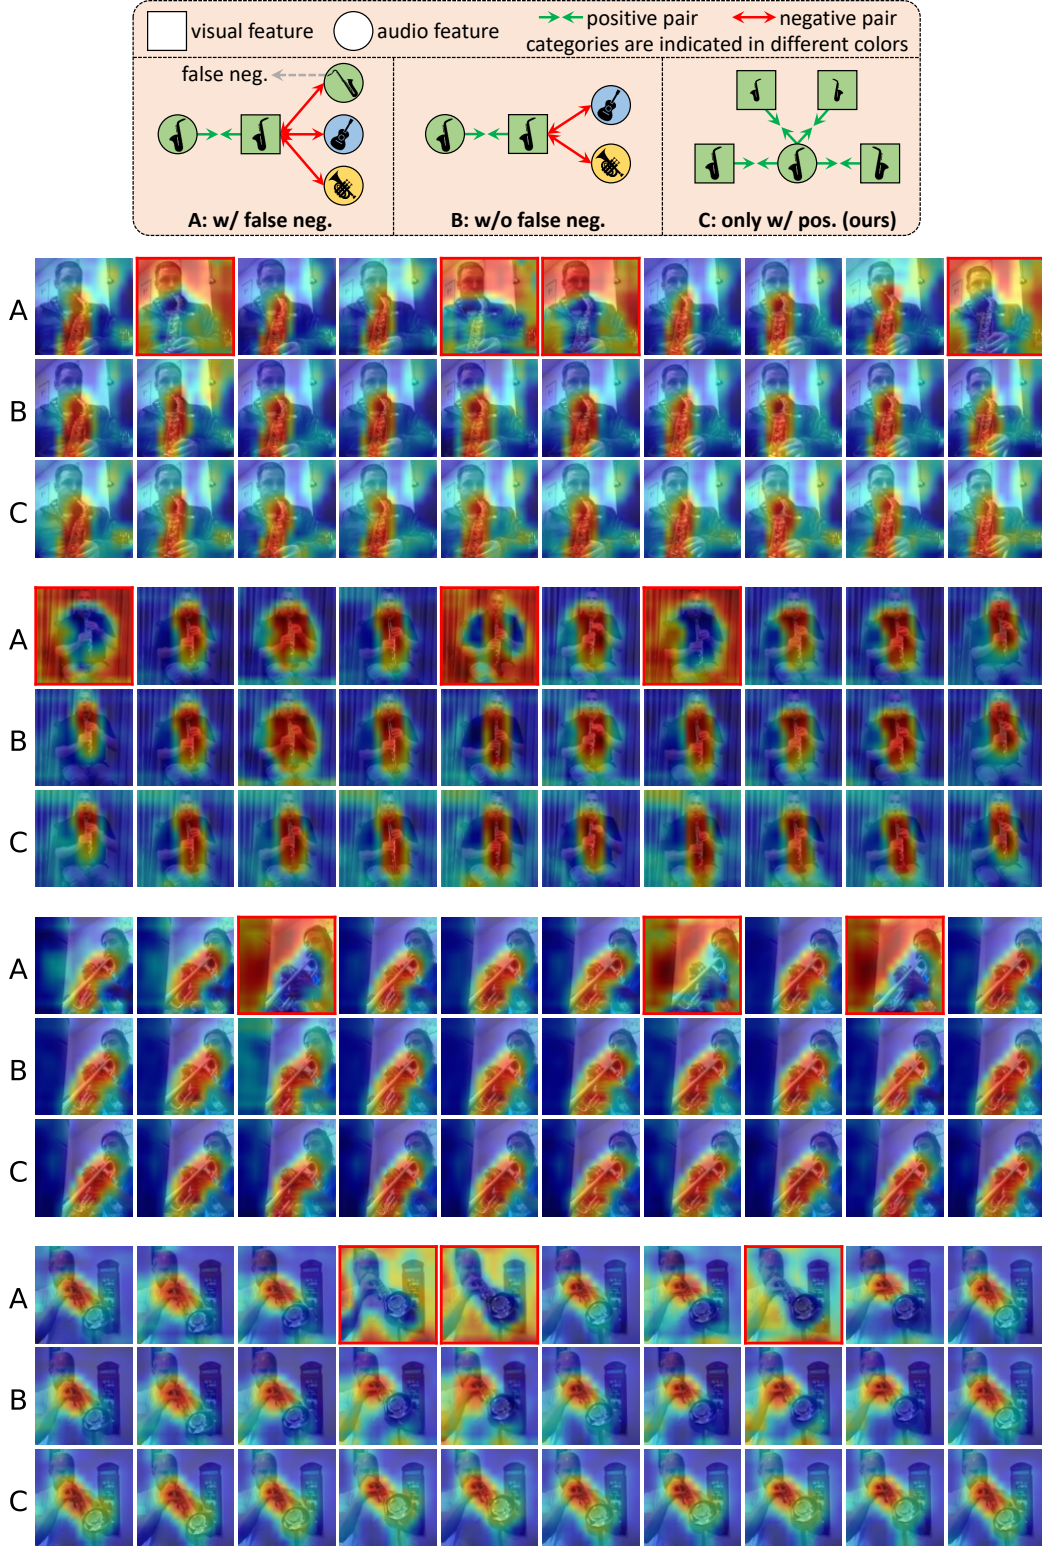 visual feature
audio feature
positive pair
negative pair
categories are indicated in different colors
false neg.
A: w/ false neg.
B: w/o false neg.
C: only w/ pos. (ours)
A
B
C
A
B
C
A
B
C
A
B
C